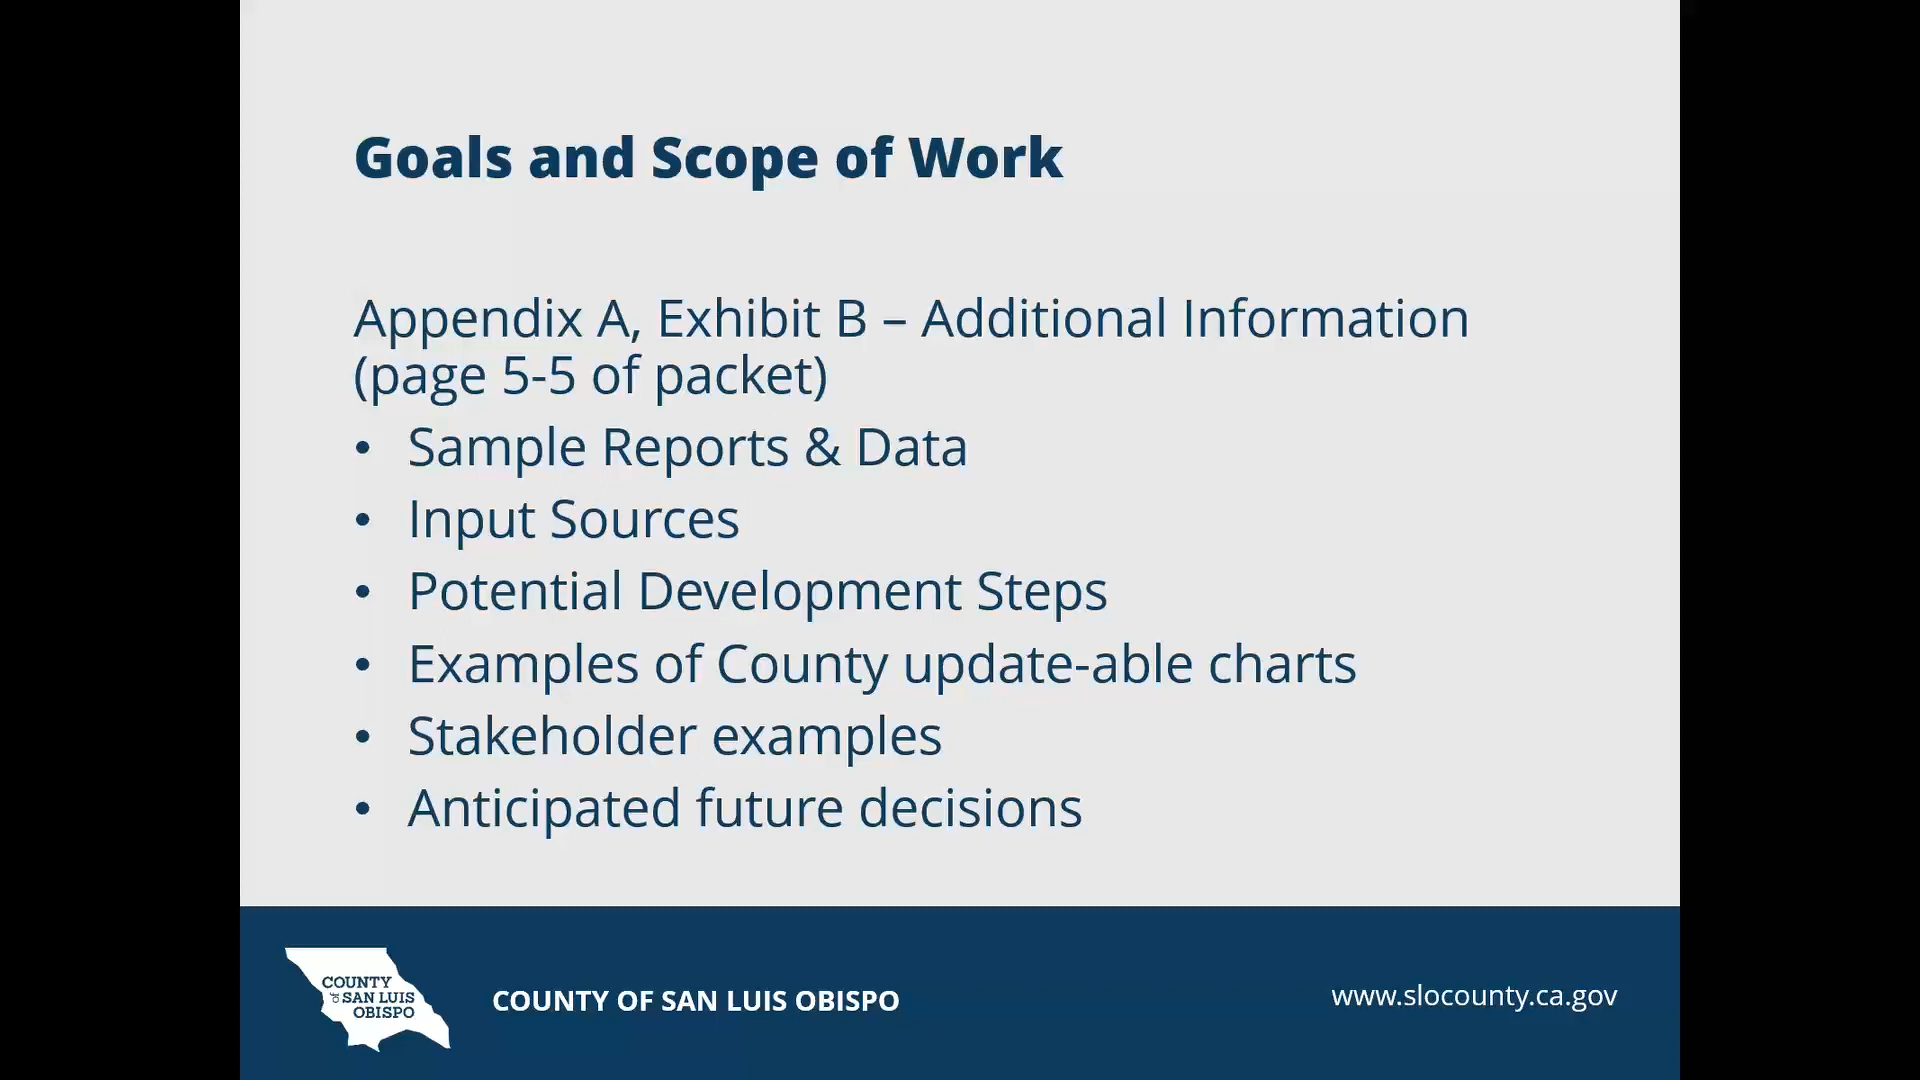 Goals and Scope of Work
Appendix A, Exhibit B – Additional Information
(page 5-5 of packet)
• Sample Reports & Data
• Input Sources
• Potential Development Steps
• Examples of County update-able charts
• Stakeholder examples
• Anticipated future decisions
COUNTY
OF SAN LUIS
OBISPO
COUNTY OF SAN LUIS OBISPO
www.slocounty.ca.gov